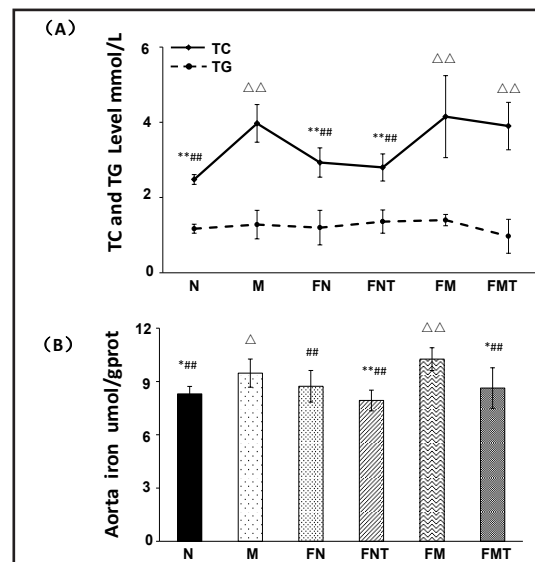 (A)
TC and TG Level mmol/L
6
4
2
0
TC
TG
**## △△ **## **## △△ △△
N M FN FNT FM FMT
(B)
Aorta iron umol/gprot
12
9
6
3
0
*## △ ## **## △△ *##
N M FN FNT FM FMT